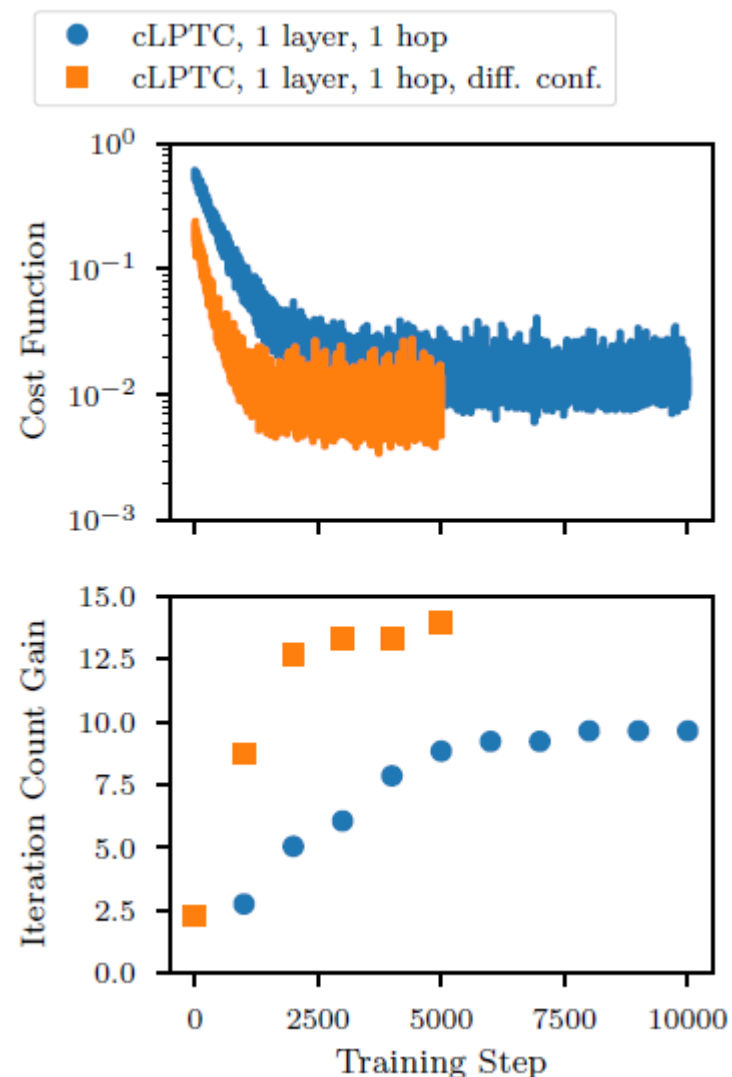 cLPTC, 1 layer, 1 hop
cLPTC, 1 layer, 1 hop, diff. conf.
10⁰
10⁻¹
10⁻²
10⁻³
Cost Function
15.0
12.5
10.0
7.5
5.0
2.5
0.0
Iteration Count Gain
0 2500 5000 7500 10000
Training Step